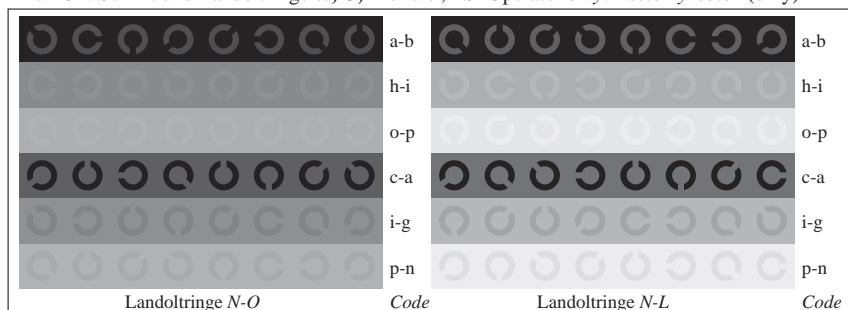 a-b a-b
h-i h-i
o-p o-p
c-a c-a
i-g i-g
p-n p-n
Landoltringe N-O Code Landoltringe N-L Code